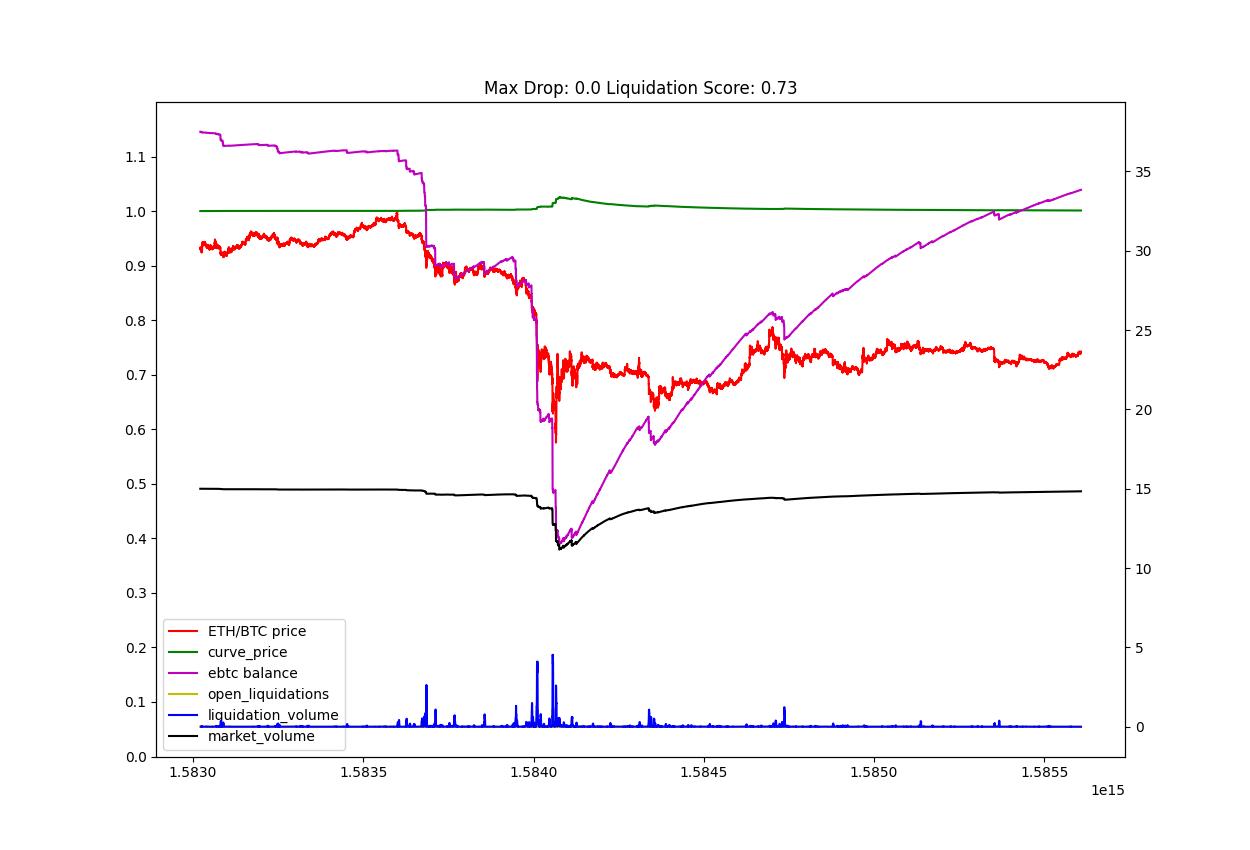 Max Drop: 0.0 Liquidation Score: 0.73
1.1
1.0
0.9
0.8
0.7
0.6
0.5
0.4
0.3
0.2
0.1
0.0
35
30
25
20
15
10
5
0
ETH/BTC price
curve_price
ebtc balance
open_liquidations
liquidation_volume
market_volume
1.5830 1.5835 1.5840 1.5845 1.5850 1.5855
1e15